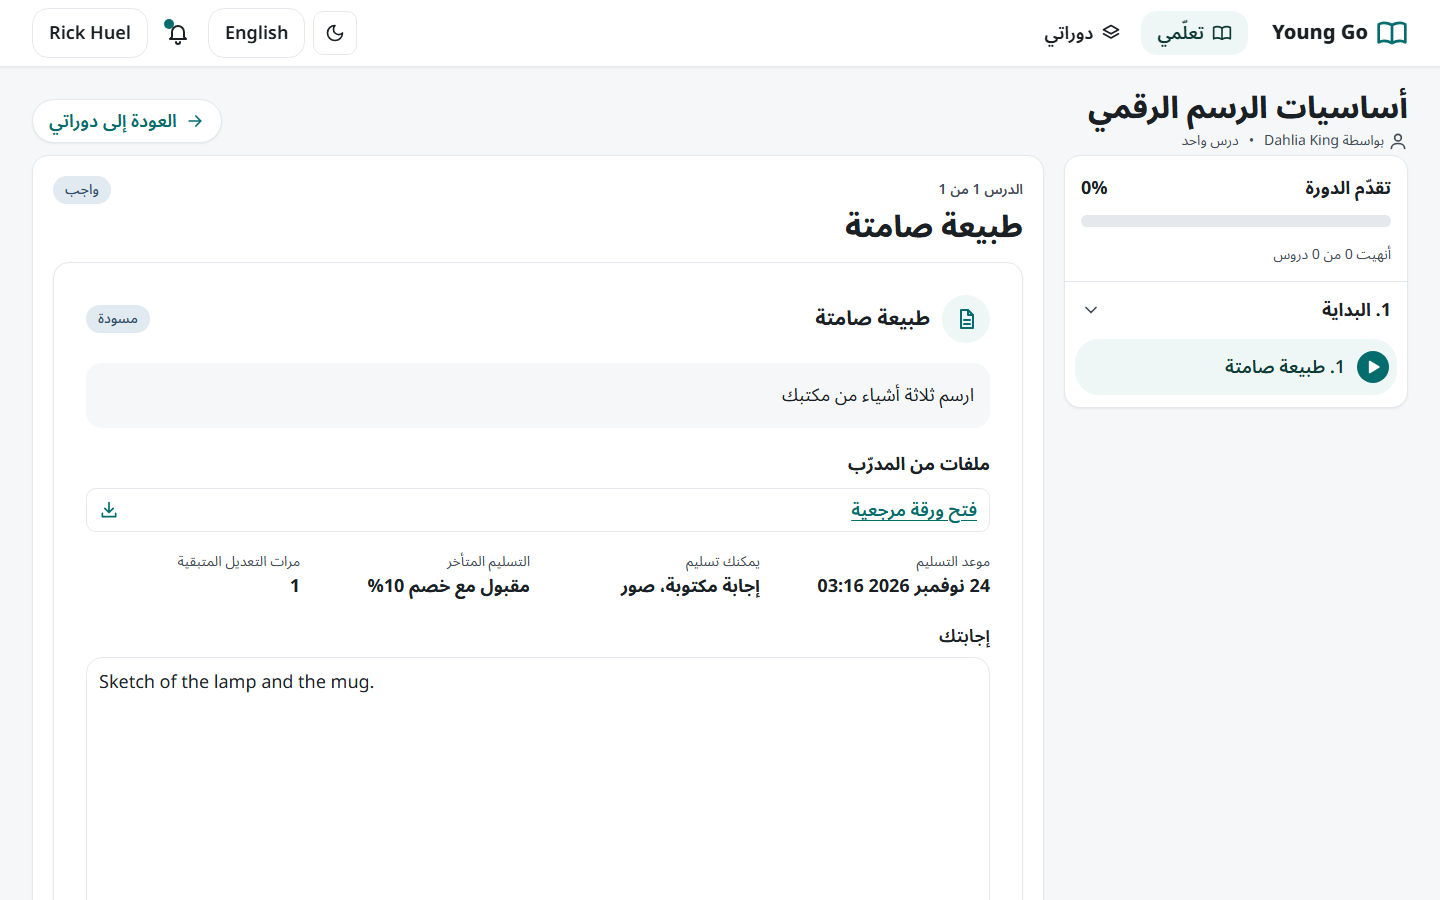 Young Go
تعلّمي
دوراتي
English
Rick Huel
أساسيات الرسم الرقمي
بواسطة Dahlia King • درس واحد
العودة إلى دوراتي
تقدّم الدورة
0%
أنهيت 0 من 0 دروس
1. البداية
1. طبيعة صامتة
الدرس 1 من 1
واجب
طبيعة صامتة
طبيعة صامتة
مسودة
ارسم ثلاثة أشياء من مكتبك
ملفات من المدرّب
فتح ورقة مرجعية
موعد التسليم
24 نوفمبر 2026 03:16
يمكنك تسليم
إجابة مكتوبة، صور
التسليم المتأخر
مقبول مع خصم 10%
مرات التعديل المتبقية
1
إجابتك
Sketch of the lamp and the mug.